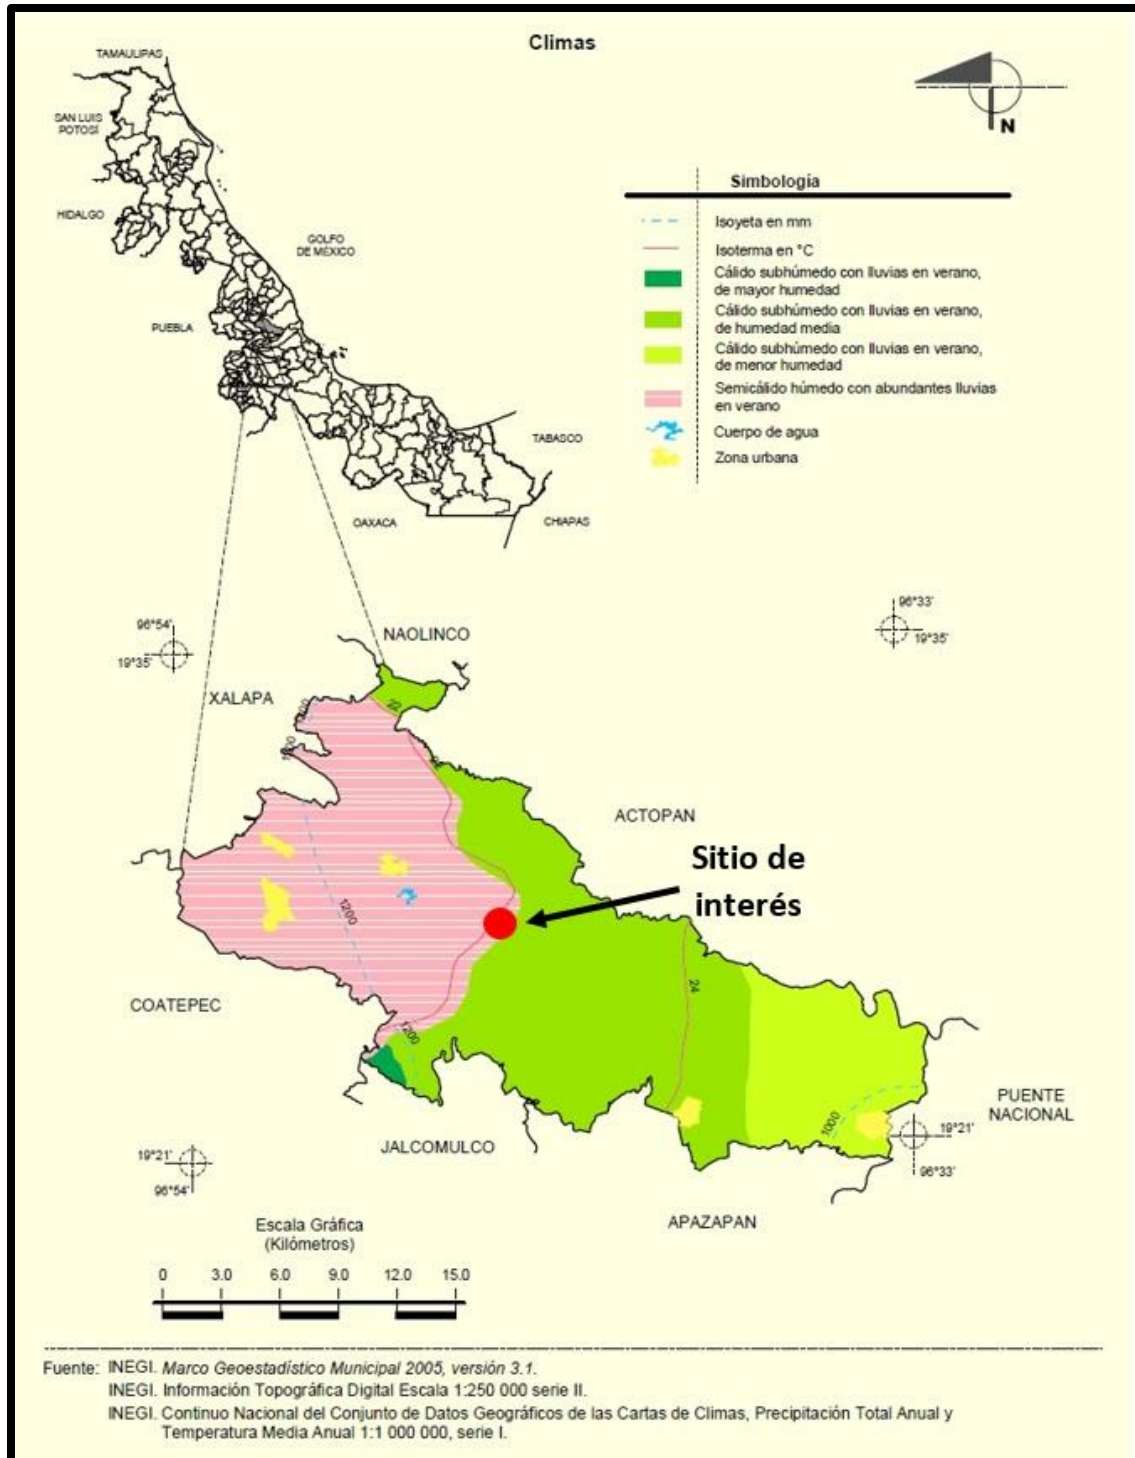 Climas
TAMAULIPAS
SAN LUIS
POTOSÍ
HIDALGO
GOLFO
DE MÉXICO
PUEBLA
TABASCO
OAXACA
CHIAPAS
N
Simbología
Isoyeta en mm
Isoterma en °C
Cálido subhúmedo con lluvias en verano,
de mayor humedad
Cálido subhúmedo con lluvias en verano,
de humedad media
Cálido subhúmedo con lluvias en verano,
de menor humedad
Semicálido húmedo con abundantes lluvias
en verano
Cuerpo de agua
Zona urbana
96°54'
19°35'
96°33'
19°35'
NAOLINCO
XALAPA
22
ACTOPAN
Sitio de
interés
1200
COATEPEC
24
1200
PUENTE
NACIONAL
1000
JALCOMULCO
19°21'
96°33'
19°21'
96°54'
APAZAPAN
Escala Gráfica
(Kilómetros)
0 3.0 6.0 9.0 12.0 15.0
Fuente: INEGI. Marco Geoestadístico Municipal 2005, versión 3.1.
INEGI. Información Topográfica Digital Escala 1:250 000 serie II.
INEGI. Continuo Nacional del Conjunto de Datos Geográficos de las Cartas de Climas, Precipitación Total Anual y
Temperatura Media Anual 1:1 000 000, serie I.